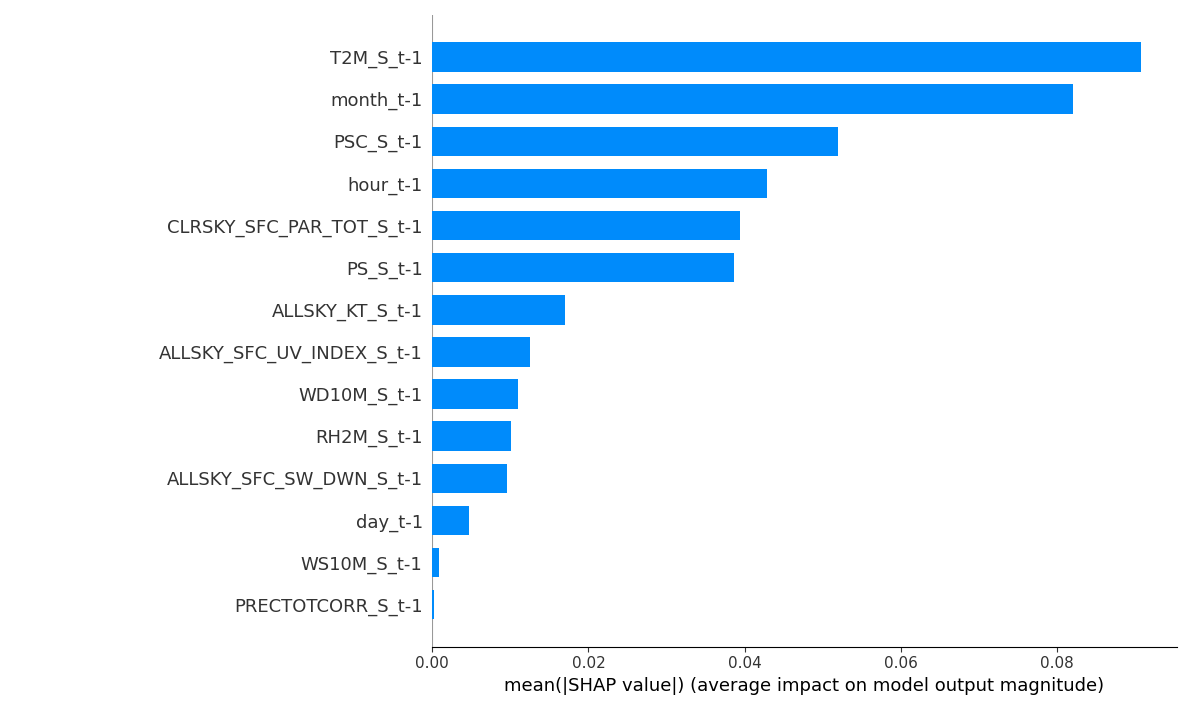 T2M_S_t-1
month_t-1
PSC_S_t-1
hour_t-1
CLRSKY_SFC_PAR_TOT_S_t-1
PS_S_t-1
ALLSKY_KT_S_t-1
ALLSKY_SFC_UV_INDEX_S_t-1
WD10M_S_t-1
RH2M_S_t-1
ALLSKY_SFC_SW_DWN_S_t-1
day_t-1
WS10M_S_t-1
PRECTOTCORR_S_t-1
0.00 0.02 0.04 0.06 0.08
mean(|SHAP value|) (average impact on model output magnitude)